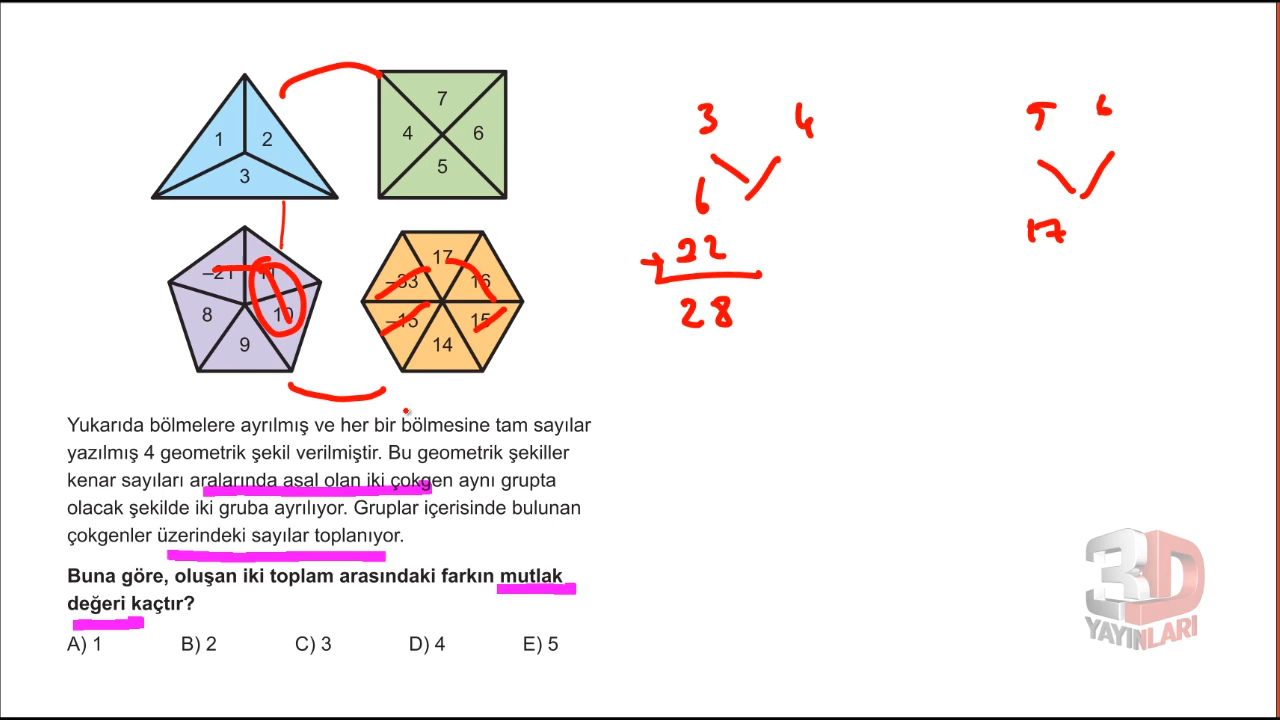 1 2
3
7
4 6
5
-21 11
8 10
9
17
-33 16
-15 15
14
3 4
6
+22
28
5 6
17
Yukarıda bölmelere ayrılmış ve her bir bölmesine tam sayılar
yazılmış 4 geometrik şekil verilmiştir. Bu geometrik şekiller
kenar sayıları aralarında asal olan iki çokgen aynı grupta
olacak şekilde iki gruba ayrılıyor. Gruplar içerisinde bulunan
çokgenler üzerindeki sayılar toplanıyor.
Buna göre, oluşan iki toplam arasındaki farkın mutlak
değeri kaçtır?
A) 1 B) 2 C) 3 D) 4 E) 5
3D
YAYINLARI